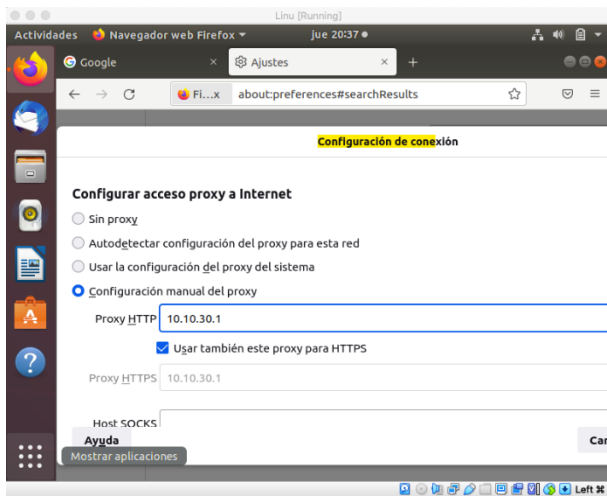 Linu [Running]
Actividades Navegador web Firefox jue 20:37
Google × Ajustes × +
Fi…x about:preferences#searchResults
Configuración de conexión
Configurar acceso proxy a Internet
Sin proxy
Autodetectar configuración del proxy para esta red
Usar la configuración del proxy del sistema
Configuración manual del proxy
Proxy HTTP 10.10.30.1
Usar también este proxy para HTTPS
Proxy HTTPS 10.10.30.1
Host SOCKS
Ayuda Car
Mostrar aplicaciones
Left ⌘